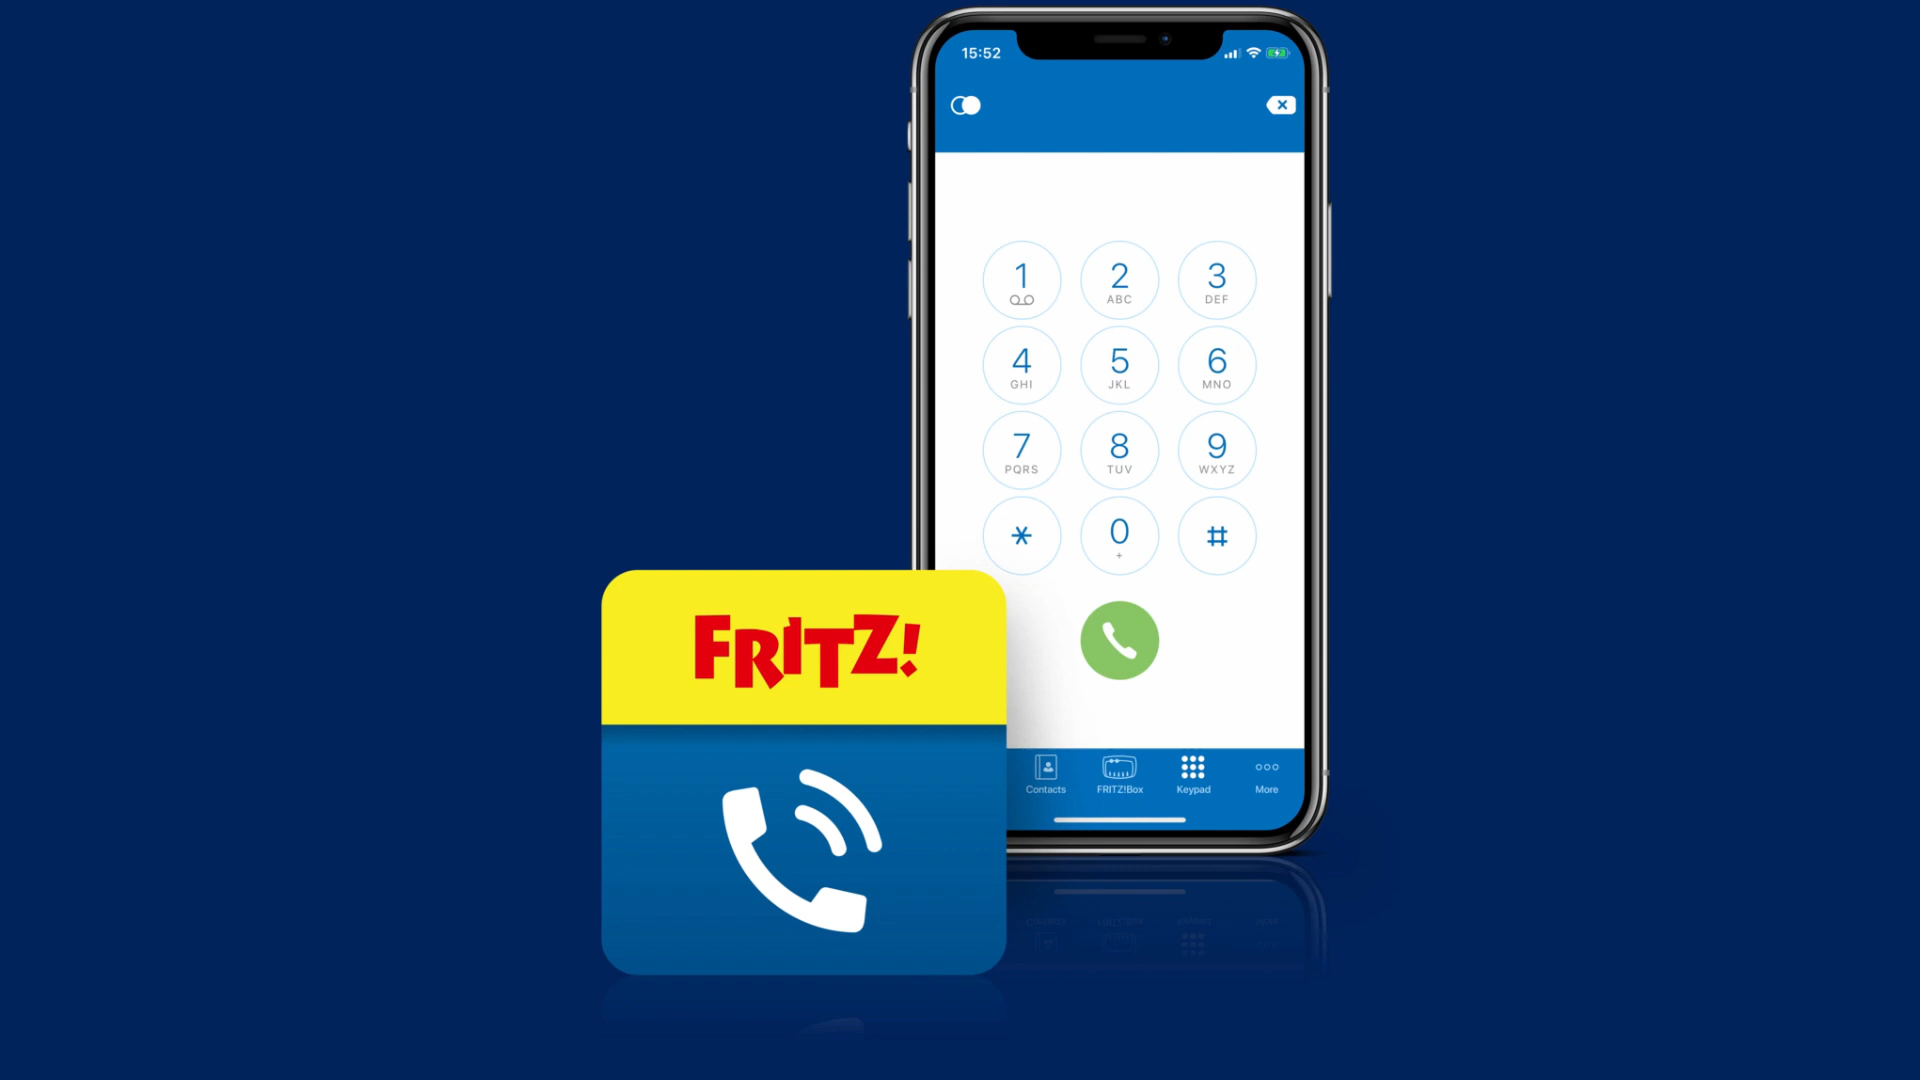 15:52
1
2
ABC
3
DEF
4
GHI
5
JKL
6
MNO
7
PQRS
8
TUV
9
WXYZ
*
0
+
#
FRITZ!
Contacts
FRITZ!Box
Keypad
More